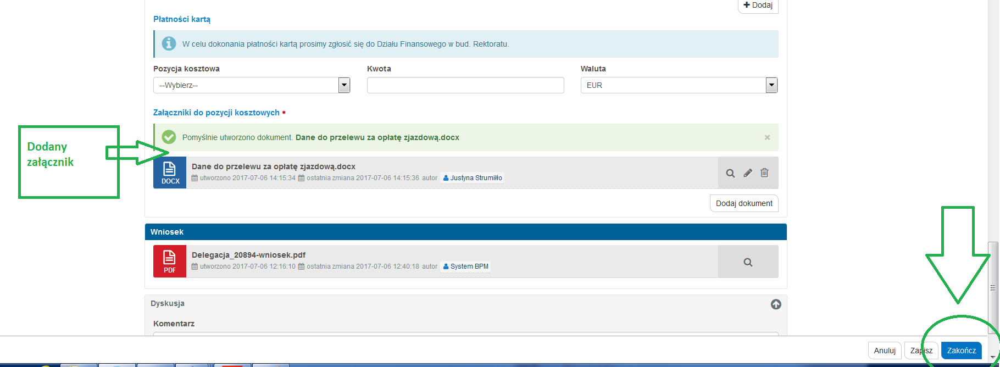 Dodaj
Płatności kartą
W celu dokonania płatności kartą prosimy zgłosić się do Działu Finansowego w bud. Rektoratu.
Pozycja kosztowa Kwota Waluta
--Wybierz-- EUR
Załączniki do pozycji kosztowych *
Pomyślnie utworzono dokument. Dane do przelewu za opłatę zjazdową.docx ×
Dodany
załącznik
Dane do przelewu za opłatę zjazdową.docx
DOCX utworzono 2017-07-06 14:15:34 ostatnia zmiana 2017-07-06 14:15:36 autor Justyna Strumiłło
Dodaj dokument
Wniosek
Delegacja_20894-wniosek.pdf
PDF utworzono 2017-07-06 12:16:10 ostatnia zmiana 2017-07-06 12:40:18 autor System BPM
Dyskusja
Komentarz
Anuluj Zapisz Zakończ